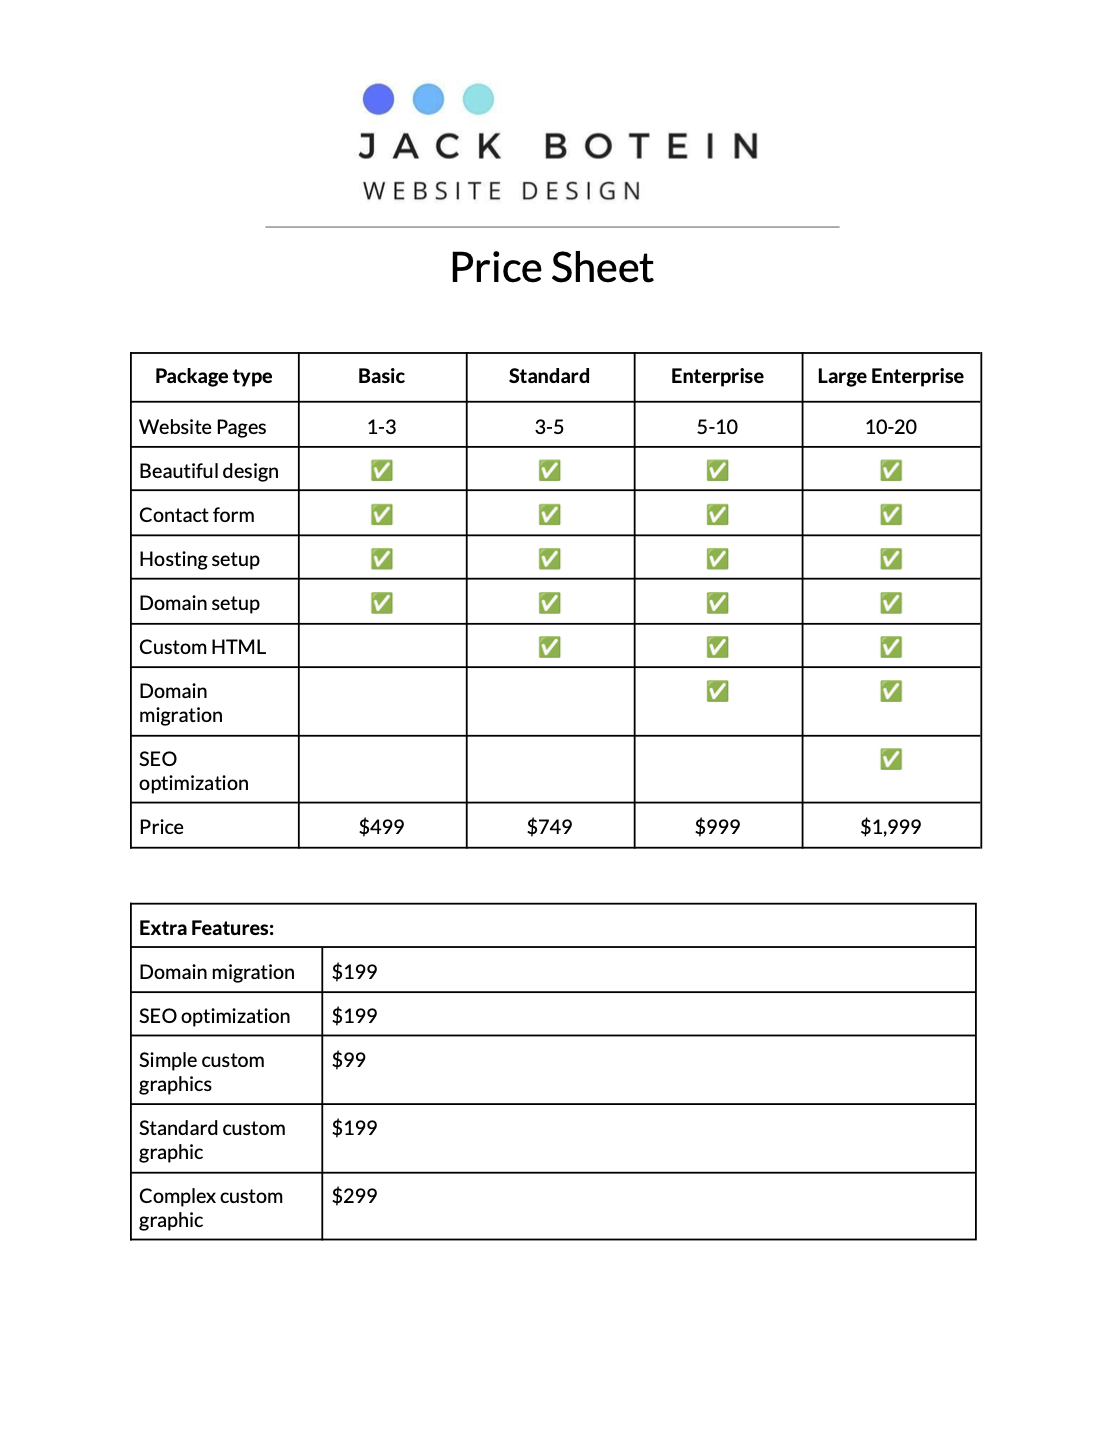 JACK BOTEIN
WEBSITE DESIGN
Price Sheet
Package type Basic Standard Enterprise Large Enterprise
Website Pages 1-3 3-5 5-10 10-20
Beautiful design ✅ ✅ ✅ ✅
Contact form ✅ ✅ ✅ ✅
Hosting setup ✅ ✅ ✅ ✅
Domain setup ✅ ✅ ✅ ✅
Custom HTML ✅ ✅ ✅
Domain ✅ ✅
migration
SEO ✅
optimization
Price $499 $749 $999 $1,999
Extra Features:
Domain migration $199
SEO optimization $199
Simple custom $99
graphics
Standard custom $199
graphic
Complex custom $299
graphic